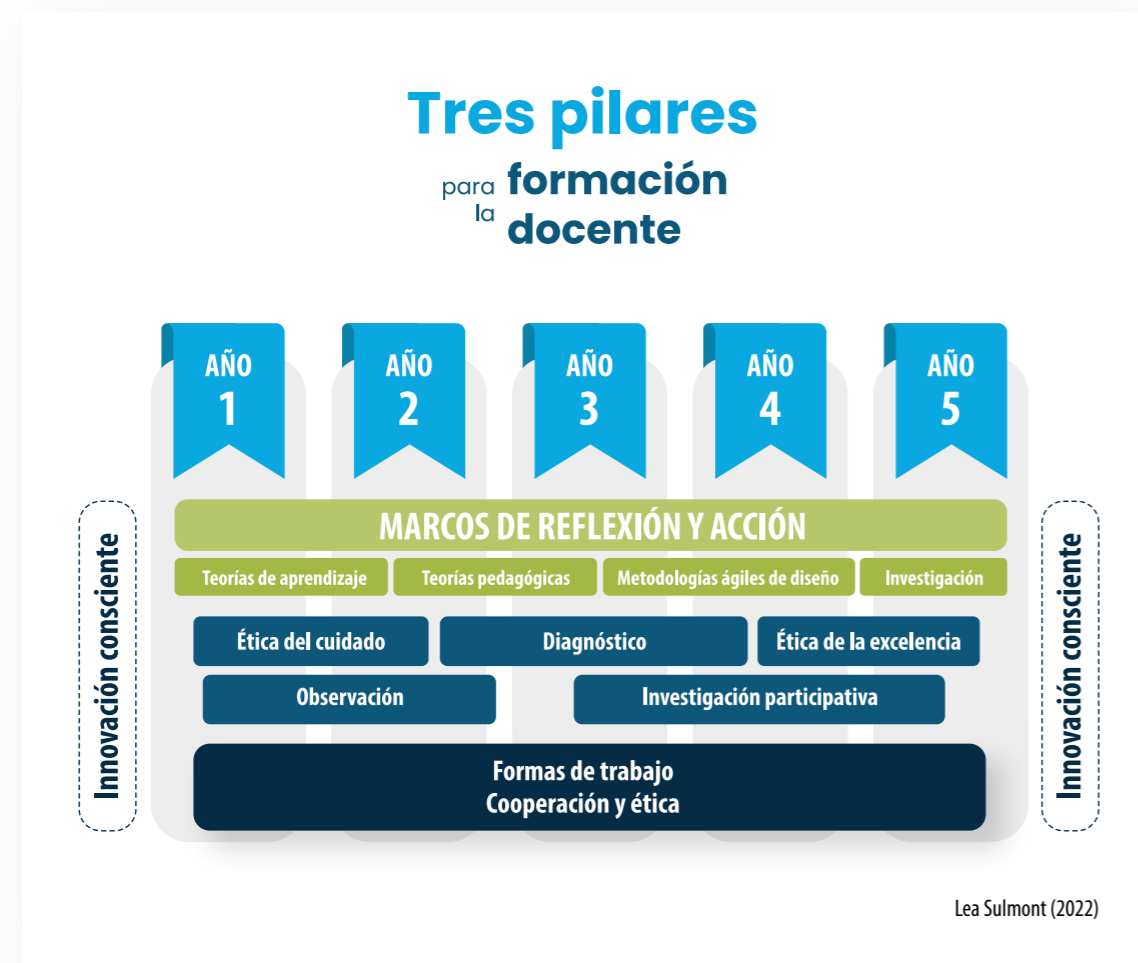 Tres pilares
para formación
la docente
AÑO
1
AÑO
2
AÑO
3
AÑO
4
AÑO
5
MARCOS DE REFLEXIÓN Y ACCIÓN
Teorías de aprendizaje
Teorías pedagógicas
Metodologías ágiles de diseño
Investigación
Ética del cuidado
Diagnóstico
Ética de la excelencia
Observación
Investigación participativa
Formas de trabajo
Cooperación y ética
Innovación consciente
Innovación consciente
Lea Sulmont (2022)